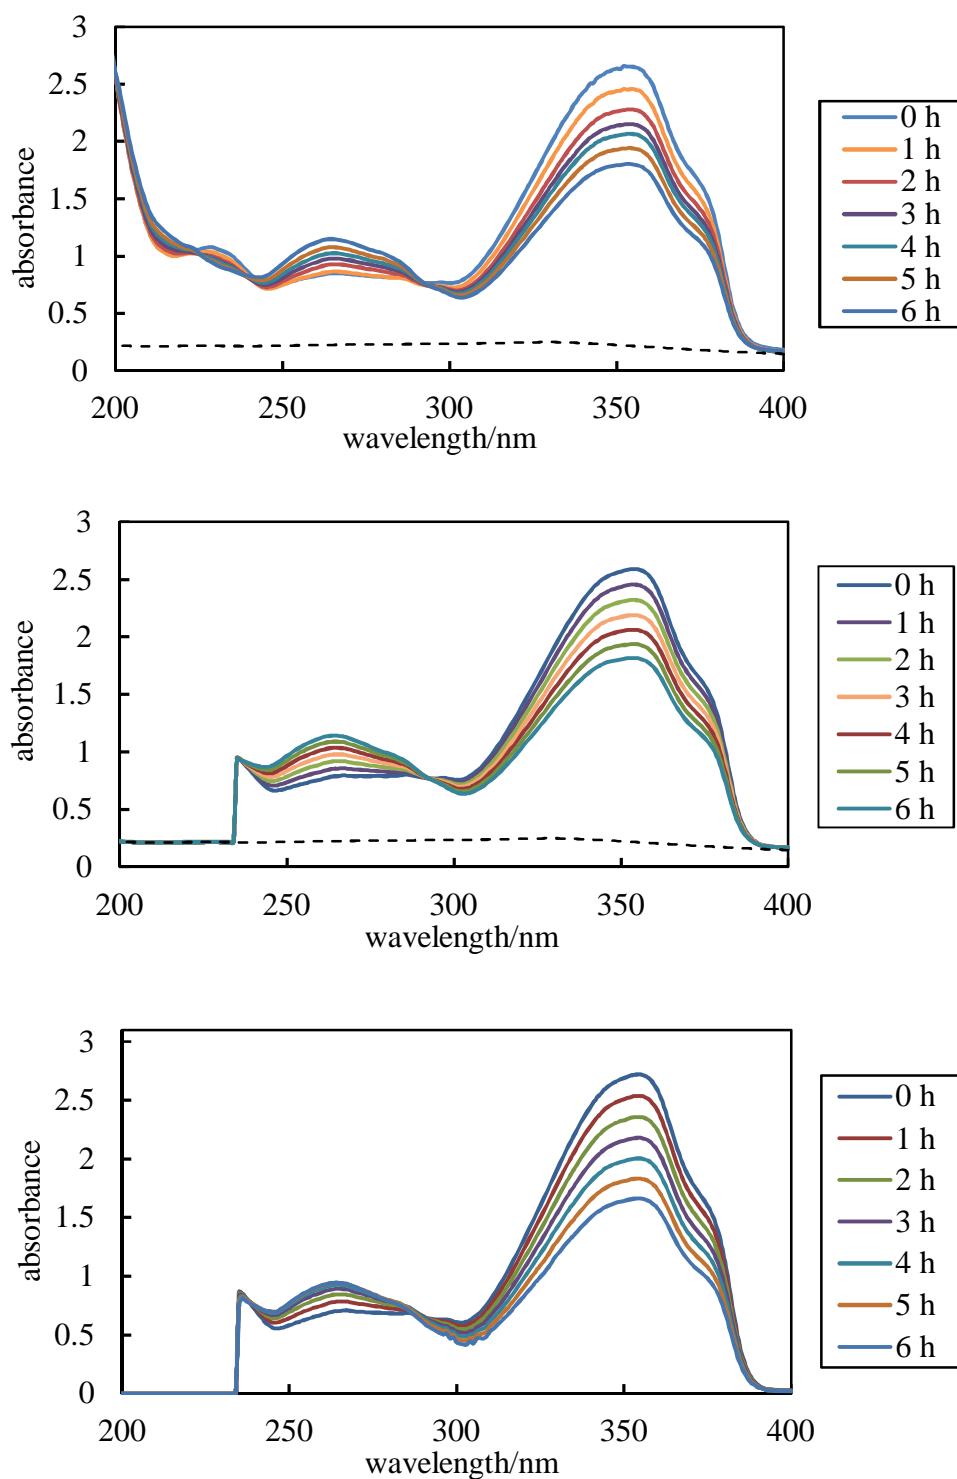 3
2.5
2
1.5
1
0.5
0
absorbance
200
250
300
350
400
wavelength/nm
0 h
1 h
2 h
3 h
4 h
5 h
6 h
3
2.5
2
1.5
1
0.5
0
absorbance
200
250
300
350
400
wavelength/nm
0 h
1 h
2 h
3 h
4 h
5 h
6 h
3
2.5
2
1.5
1
0.5
0
absorbance
200
250
300
350
400
wavelength/nm
0 h
1 h
2 h
3 h
4 h
5 h
6 h